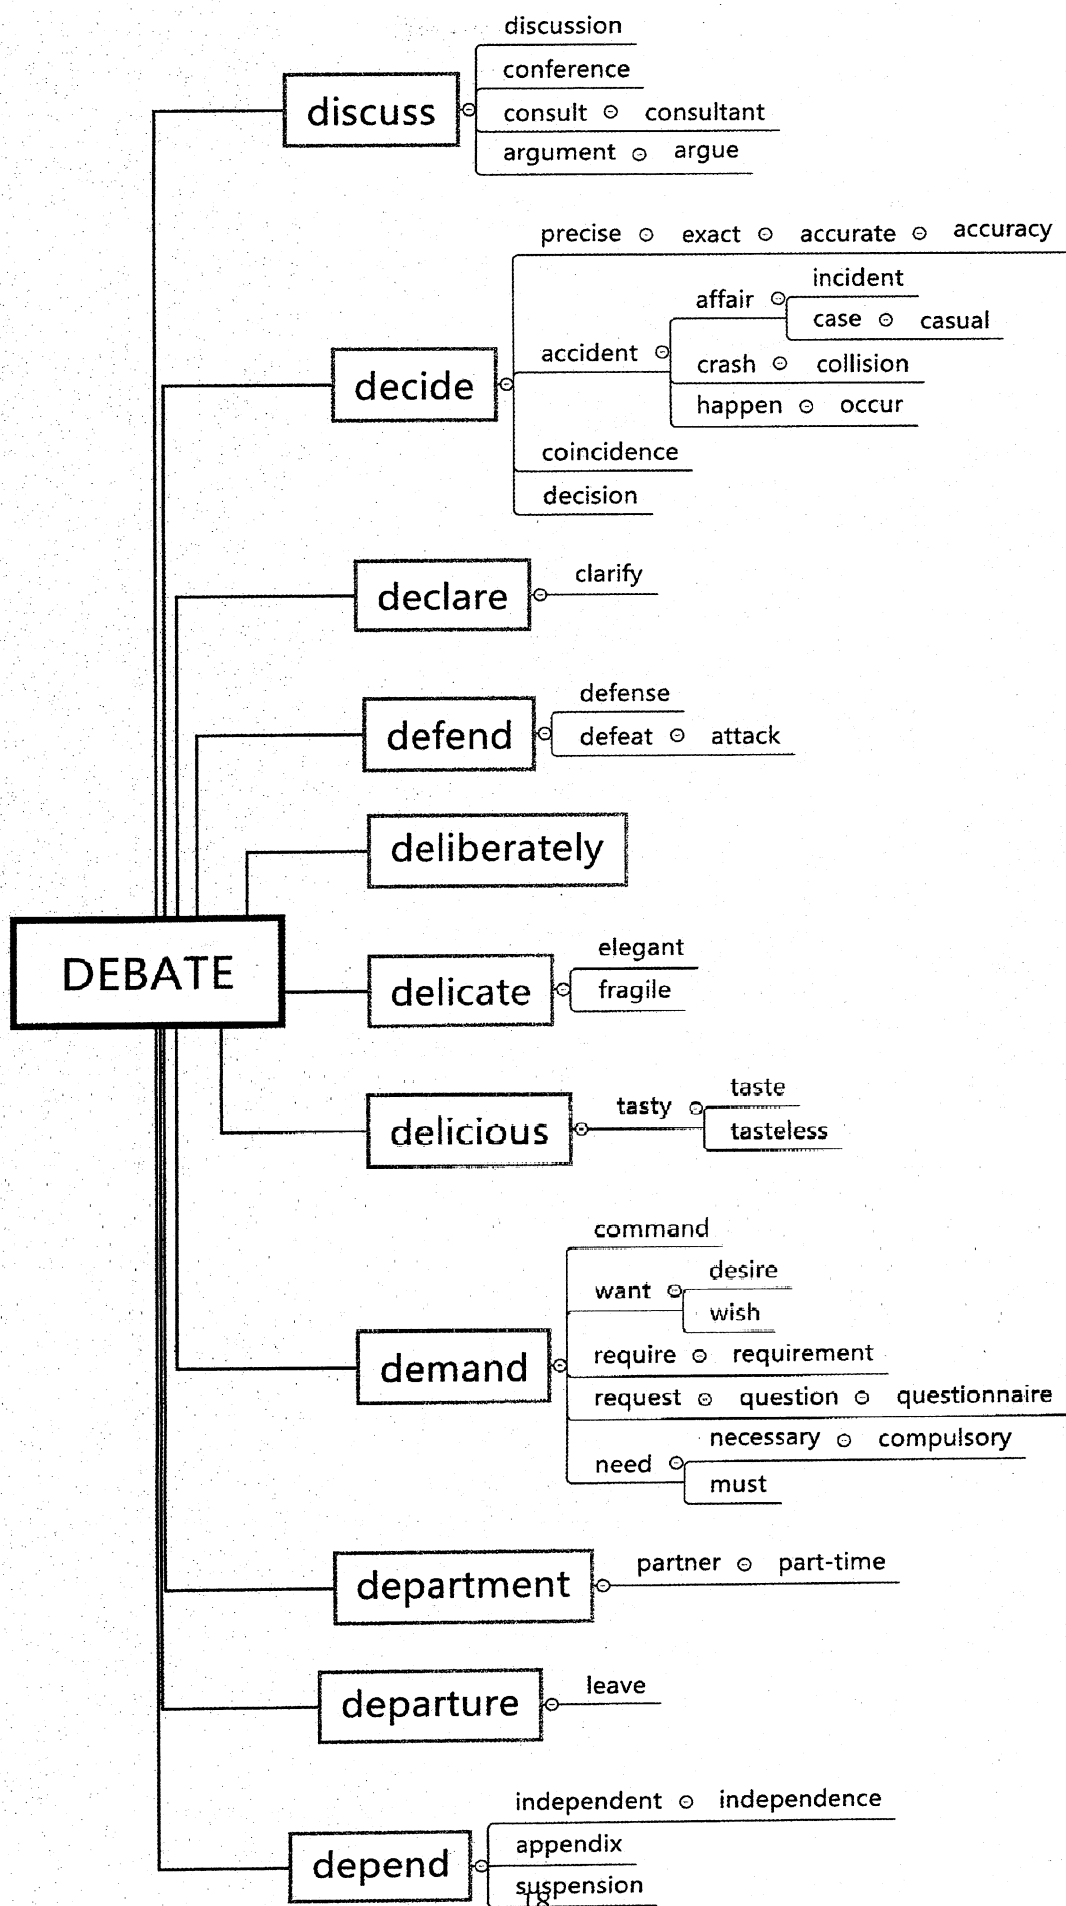 discussion
conference
discuss
consult consultant
argument argue
precise exact accurate accuracy
incident
affair
case casual
accident
crash collision
decide
happen occur
coincidence
decision
clarify
declare
defense
defend
defeat attack
deliberately
DEBATE
elegant
delicate
fragile
taste
tasty
delicious
tasteless
command
desire
want
wish
require requirement
demand
request question questionnaire
necessary compulsory
need
must
partner part-time
department
leave
departure
independent independence
appendix
depend
suspension
18